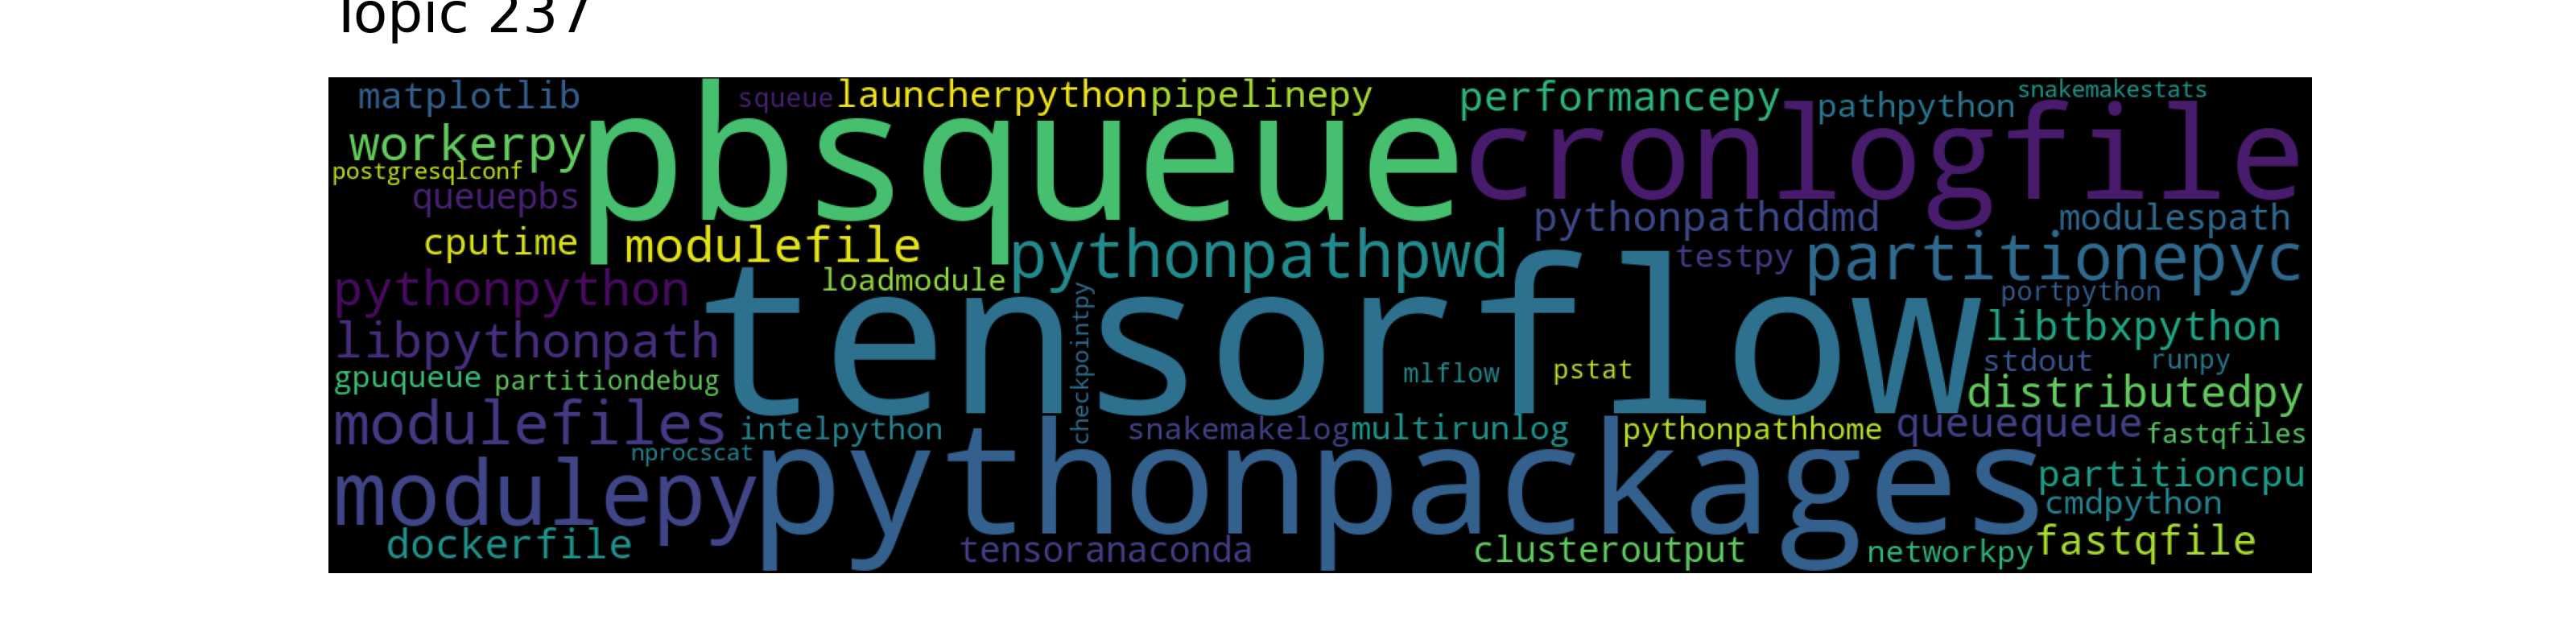 Topic 237
matplotlib squeue launcherpython pipelinepy performancepy pathpython snakemakestats
workerpy pbsqueue cronlogfile
postgresqlconf
queuepbs pythonpathddmd modulespath
cputime modulefile pythonpathpwd testpy partitionepyc
pythonpython loadmodule portpython
libpythonpath tensorflow libtbxpython
checkpointpy
gpuqueue partitiondebug mlflow pstat stdout runpy
distributedpy
modulefiles intelpython snakemakelog multirunlog pythonpathhome queuequeue fastqfiles
nprocscat
modulepy pythonpackages partitioncpu
cmdpython
dockerfile tensoranaconda clusteroutput networkpy fastqfile